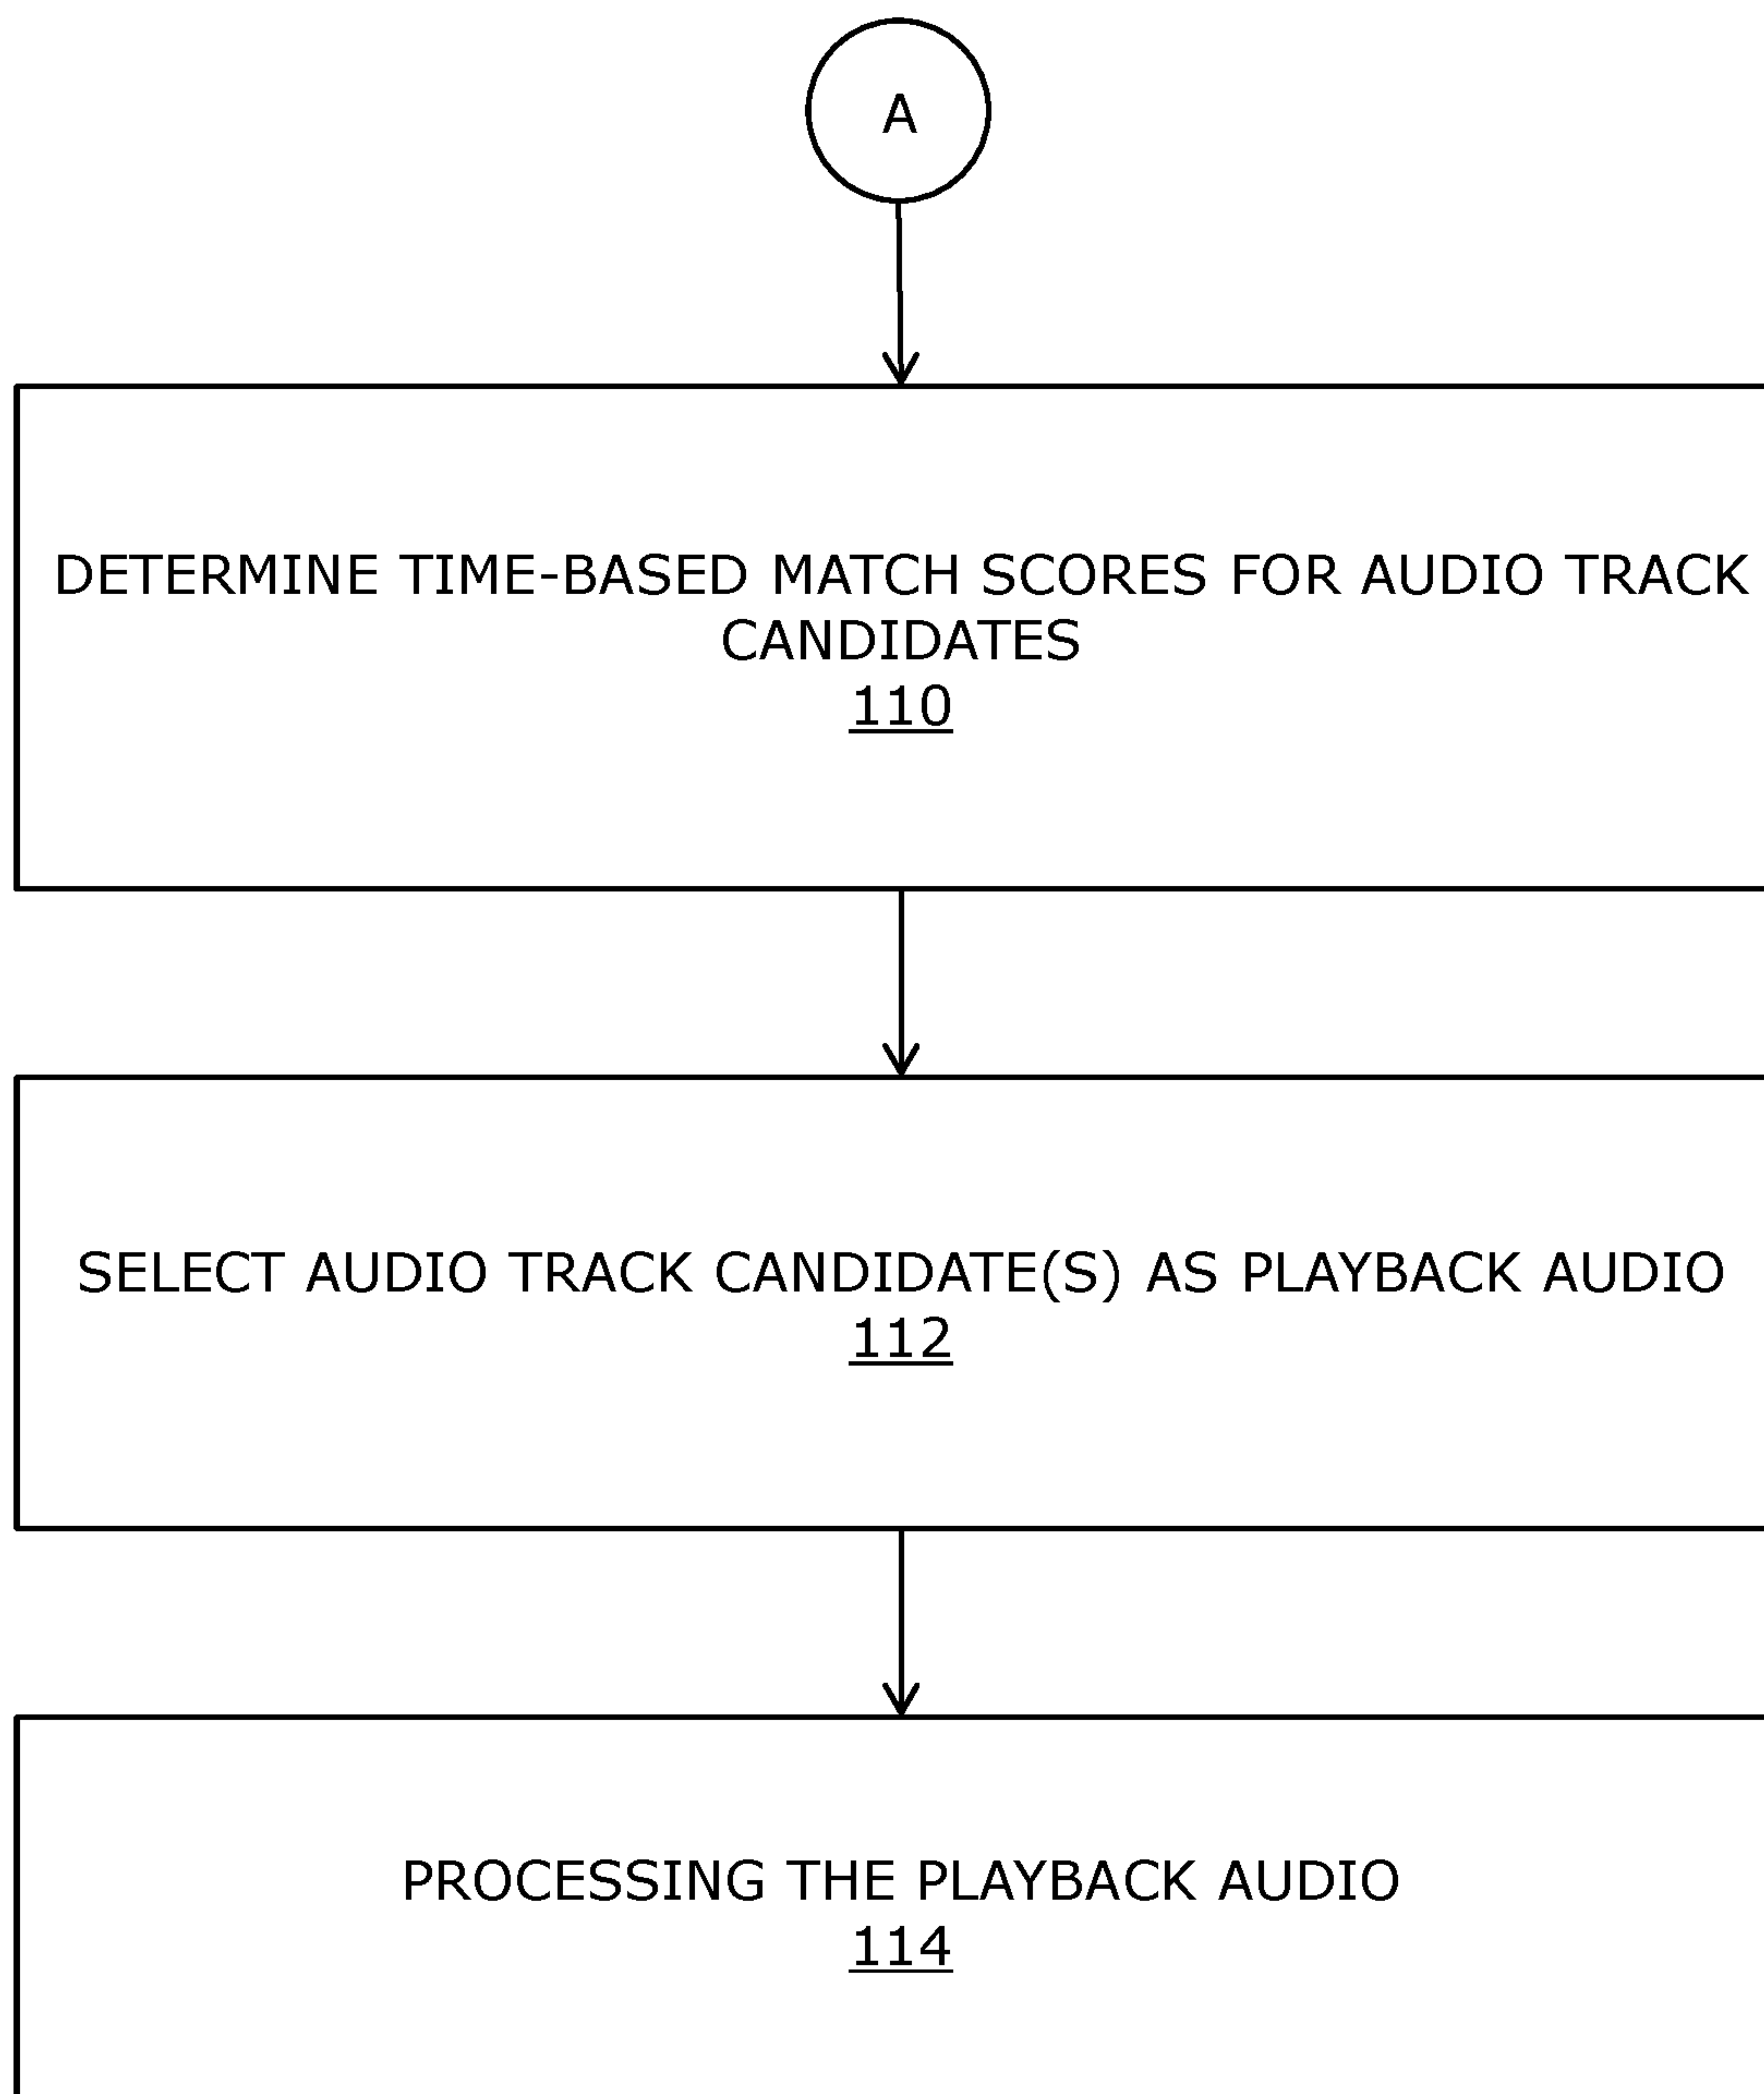 A
DETERMINE TIME-BASED MATCH SCORES FOR AUDIO TRACK
CANDIDATES
110
SELECT AUDIO TRACK CANDIDATE(S) AS PLAYBACK AUDIO
112
PROCESSING THE PLAYBACK AUDIO
114